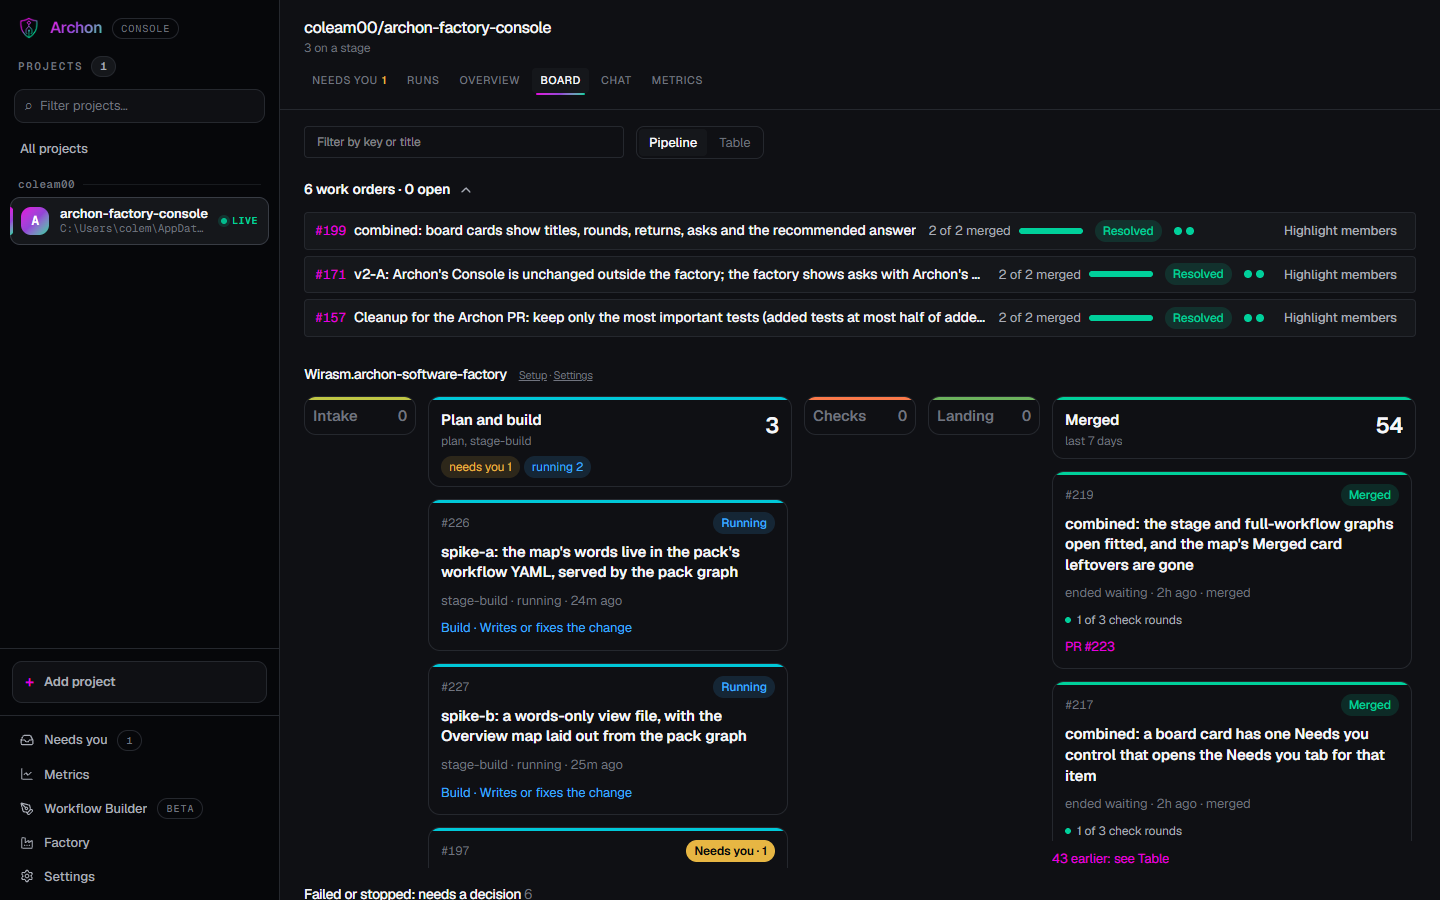 Archon CONSOLE
PROJECTS 1
Filter projects...
All projects
coleam00
A archon-factory-console LIVE
C:\Users\colem\AppDat...
+ Add project
Needs you 1
Metrics
Workflow Builder BETA
Factory
Settings
coleam00/archon-factory-console
3 on a stage
NEEDS YOU 1 RUNS OVERVIEW BOARD CHAT METRICS
Filter by key or title Pipeline Table
6 work orders · 0 open
#199 combined: board cards show titles, rounds, returns, asks and the recommended answer 2 of 2 merged Resolved Highlight members
#171 v2-A: Archon's Console is unchanged outside the factory; the factory shows asks with Archon's ... 2 of 2 merged Resolved Highlight members
#157 Cleanup for the Archon PR: keep only the most important tests (added tests at most half of adde... 2 of 2 merged Resolved Highlight members
Wirasm.archon-software-factory Setup · Settings
Intake 0
Plan and build 3
plan, stage-build
needs you 1 running 2
#226 Running
spike-a: the map's words live in the pack's
workflow YAML, served by the pack graph
stage-build · running · 24m ago
Build · Writes or fixes the change
#227 Running
spike-b: a words-only view file, with the
Overview map laid out from the pack graph
stage-build · running · 25m ago
Build · Writes or fixes the change
#197 Needs you · 1
Checks 0
Landing 0
Merged 54
last 7 days
#219 Merged
combined: the stage and full-workflow graphs
open fitted, and the map's Merged card
leftovers are gone
ended waiting · 2h ago · merged
1 of 3 check rounds
PR #223
#217 Merged
combined: a board card has one Needs you
control that opens the Needs you tab for that
item
ended waiting · 2h ago · merged
1 of 3 check rounds
43 earlier: see Table
Failed or stopped: needs a decision 6